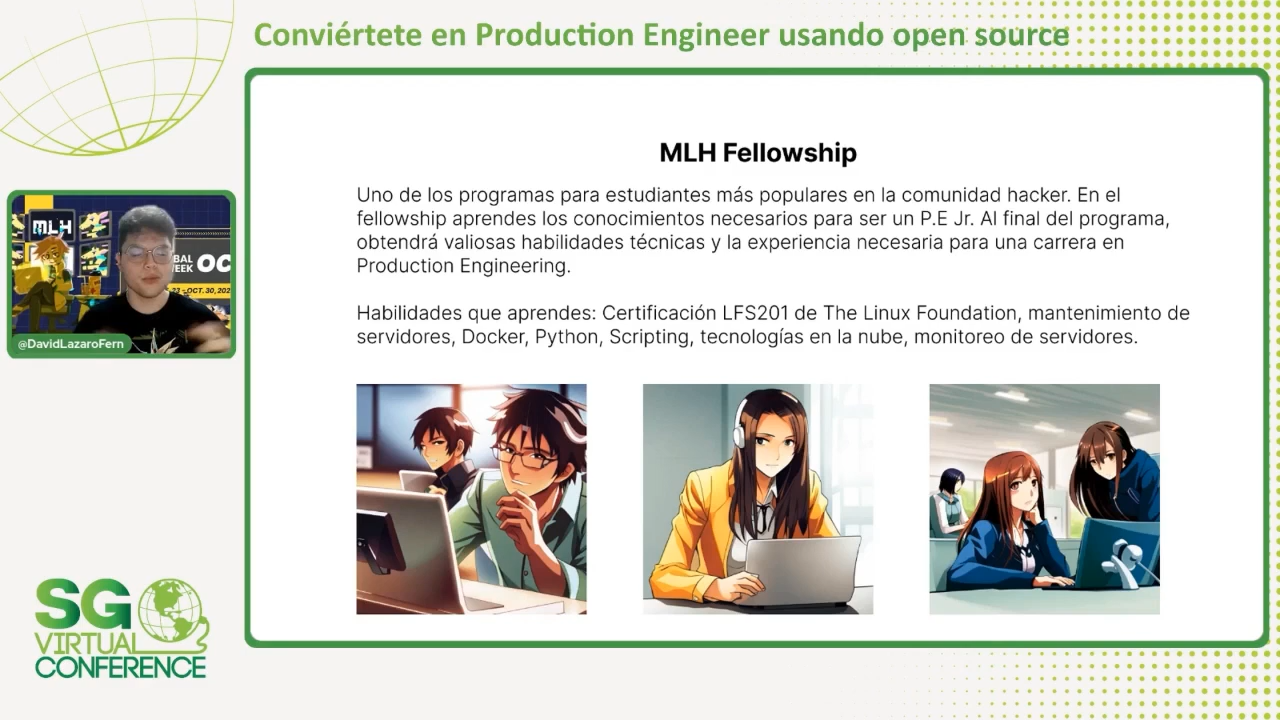 Conviértete en Production Engineer usando open source
MLH Fellowship
Uno de los programas para estudiantes más populares en la comunidad hacker. En el
fellowship aprendes los conocimientos necesarios para ser un P.E Jr. Al final del programa,
obtendrá valiosas habilidades técnicas y la experiencia necesaria para una carrera en
Production Engineering.
Habilidades que aprendes: Certificación LFS201 de The Linux Foundation, mantenimiento de
servidores, Docker, Python, Scripting, tecnologías en la nube, monitoreo de servidores.
MLH
OC
EEK
OCT. 30, 202
@DavidLazaroFern
SG
VIRTUAL
CONFERENCE